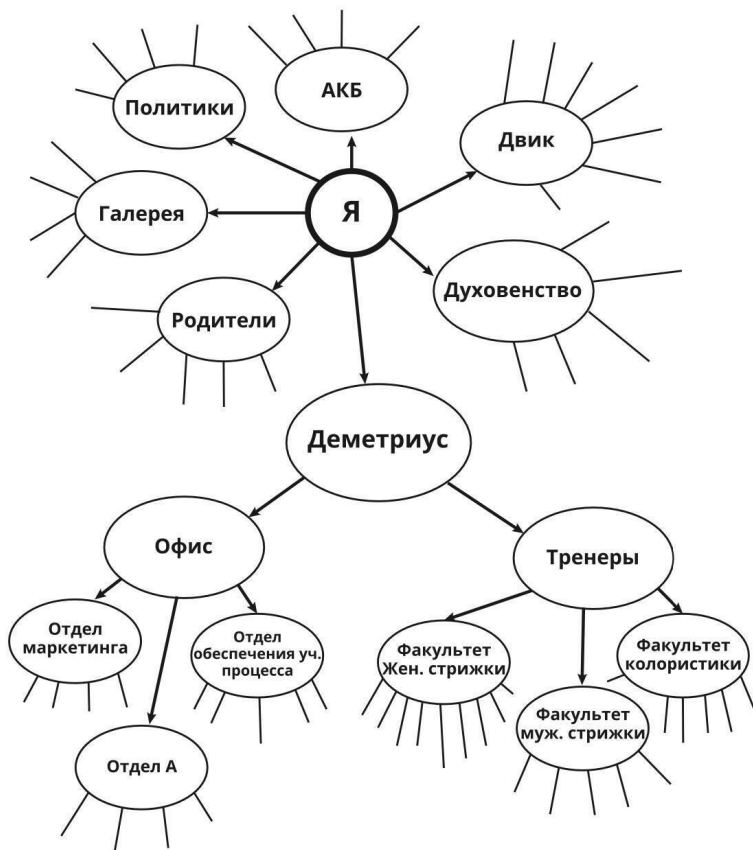 АКБ
Политики
Двик
Галерея
Я
Духовенство
Родители
Деметриус
Офис
Тренеры
Отдел
маркетинга
Отдел
обеспечения уч.
процесса
Факультет
Жен. стрижки
Факультет
колористики
Факультет
муж. стрижки
Отдел А